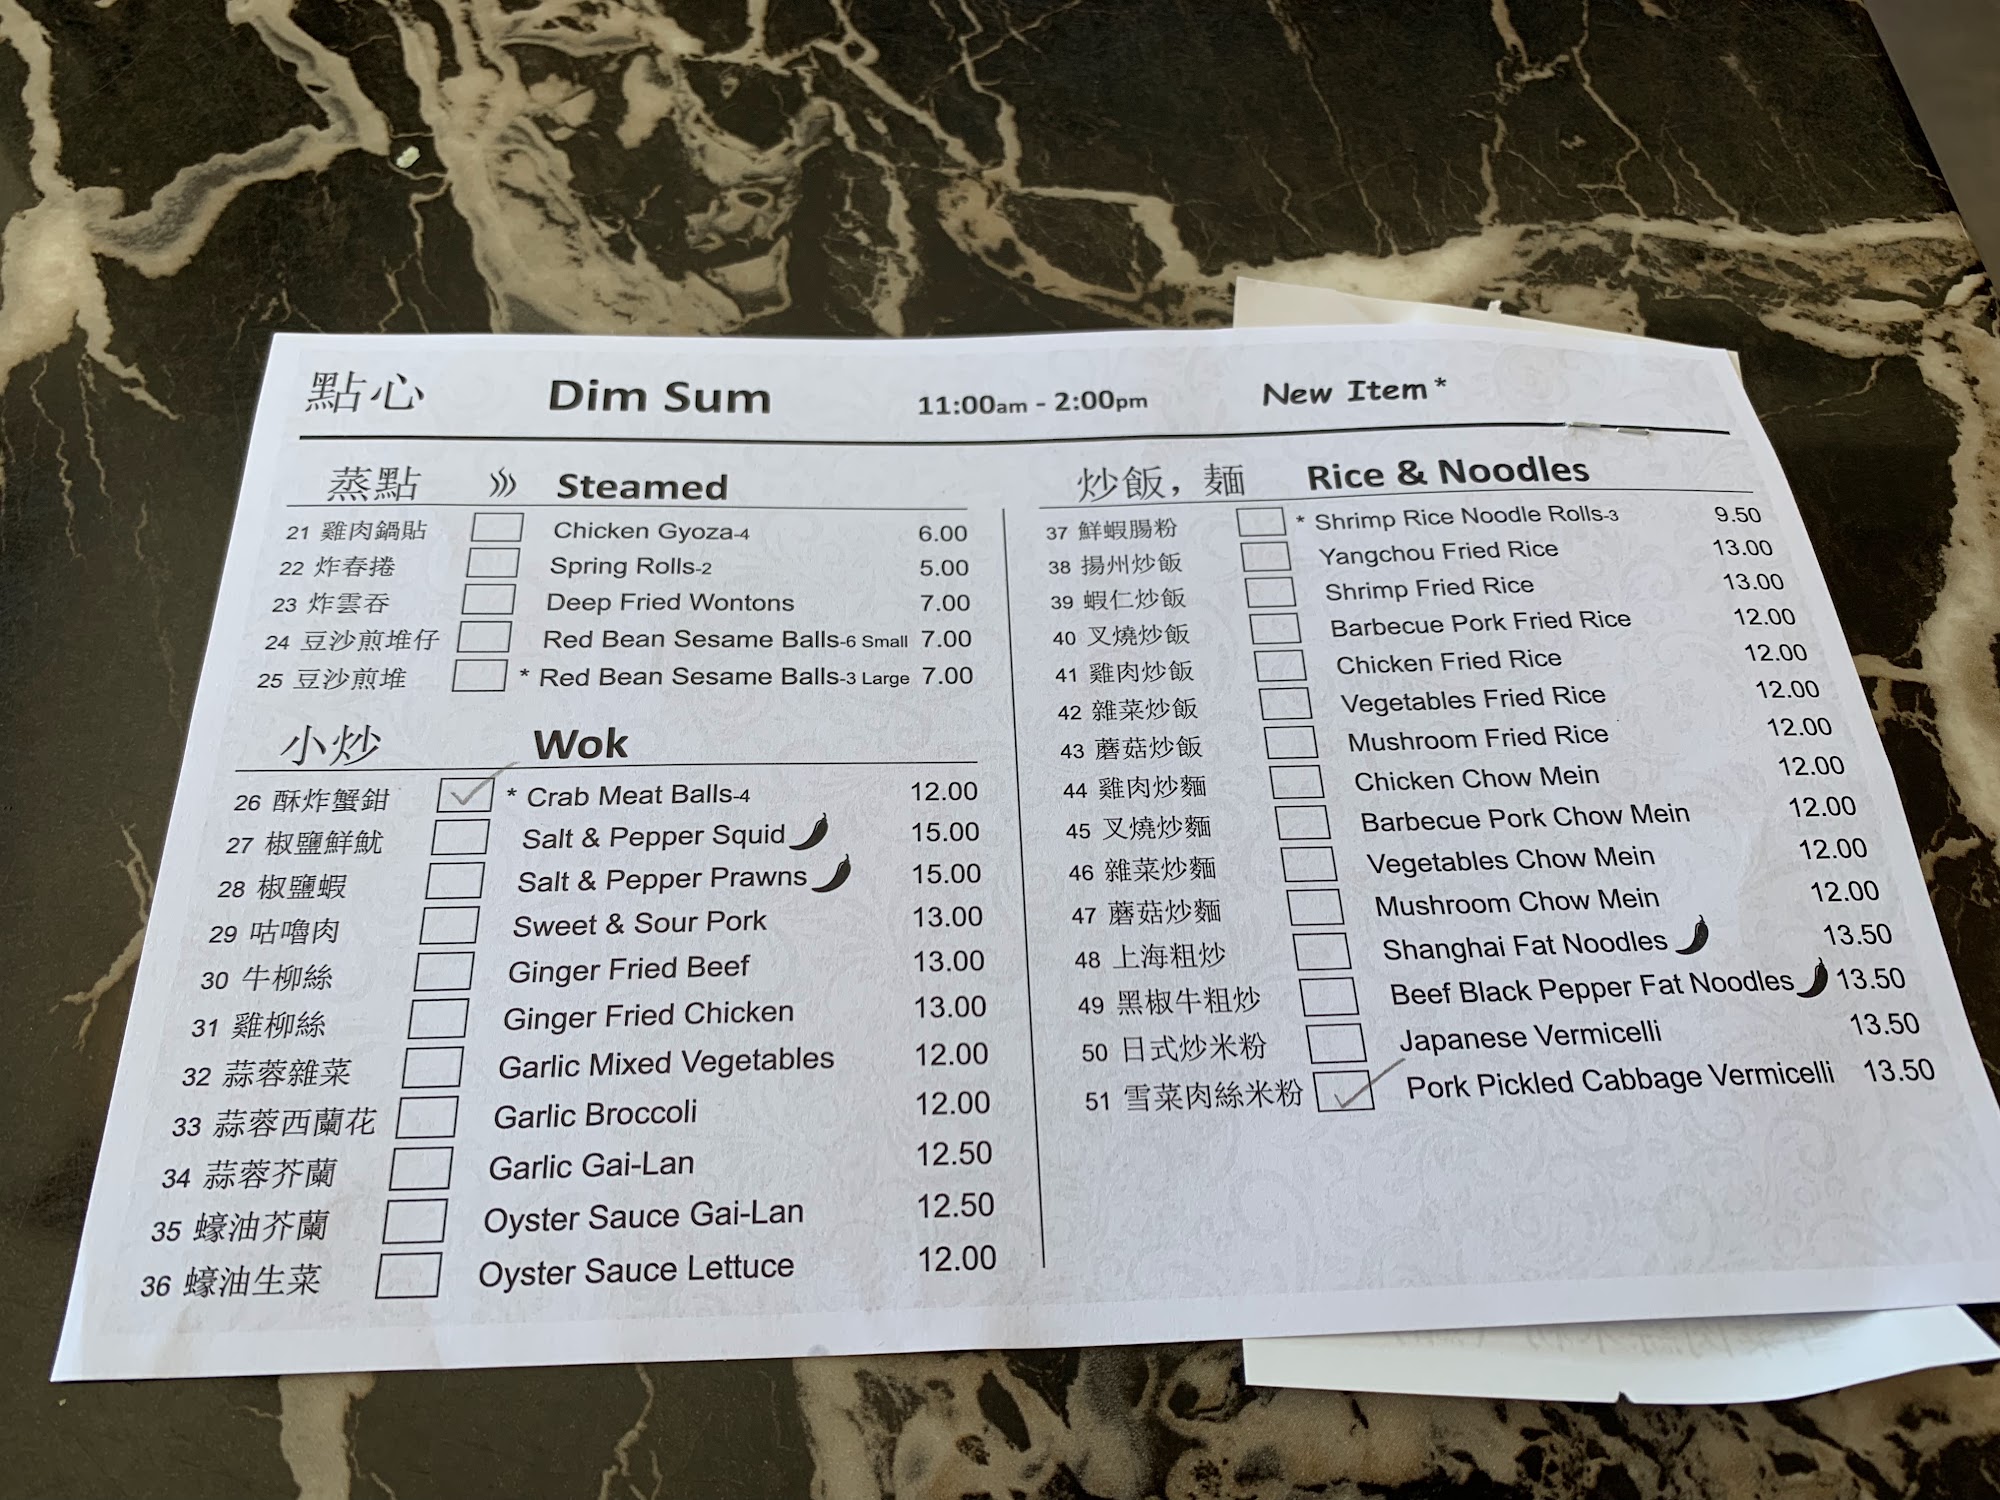 點心 Dim Sum 11:00am - 2:00pm New Item *
蒸點 Steamed
21 雞肉鍋貼 Chicken Gyoza-4 6.00
22 炸春捲 Spring Rolls-2 5.00
23 炸雲吞 Deep Fried Wontons 7.00
24 豆沙煎堆仔 Red Bean Sesame Balls-6 Small 7.00
25 豆沙煎堆 * Red Bean Sesame Balls-3 Large 7.00
小炒 Wok
26 酥炸蟹鉗 * Crab Meat Balls-4 12.00
27 椒鹽鮮魷 Salt & Pepper Squid 15.00
28 椒鹽蝦 Salt & Pepper Prawns 15.00
29 咕嚕肉 Sweet & Sour Pork 13.00
30 牛柳絲 Ginger Fried Beef 13.00
31 雞柳絲 Ginger Fried Chicken 13.00
32 蒜蓉雜菜 Garlic Mixed Vegetables 12.00
33 蒜蓉西蘭花 Garlic Broccoli 12.00
34 蒜蓉芥蘭 Garlic Gai-Lan 12.50
35 蠔油芥蘭 Oyster Sauce Gai-Lan 12.50
36 蠔油生菜 Oyster Sauce Lettuce 12.00
炒飯，麵 Rice & Noodles
37 鮮蝦腸粉 * Shrimp Rice Noodle Rolls-3 9.50
38 揚州炒飯 Yangchou Fried Rice 13.00
39 蝦仁炒飯 Shrimp Fried Rice 13.00
40 叉燒炒飯 Barbecue Pork Fried Rice 12.00
41 雞肉炒飯 Chicken Fried Rice 12.00
42 雜菜炒飯 Vegetables Fried Rice 12.00
43 蘑菇炒飯 Mushroom Fried Rice 12.00
44 雞肉炒麵 Chicken Chow Mein 12.00
45 叉燒炒麵 Barbecue Pork Chow Mein 12.00
46 雜菜炒麵 Vegetables Chow Mein 12.00
47 蘑菇炒麵 Mushroom Chow Mein 12.00
48 上海粗炒 Shanghai Fat Noodles 13.50
49 黑椒牛粗炒 Beef Black Pepper Fat Noodles 13.50
50 日式炒米粉 Japanese Vermicelli 13.50
51 雪菜肉絲米粉 Pork Pickled Cabbage Vermicelli 13.50